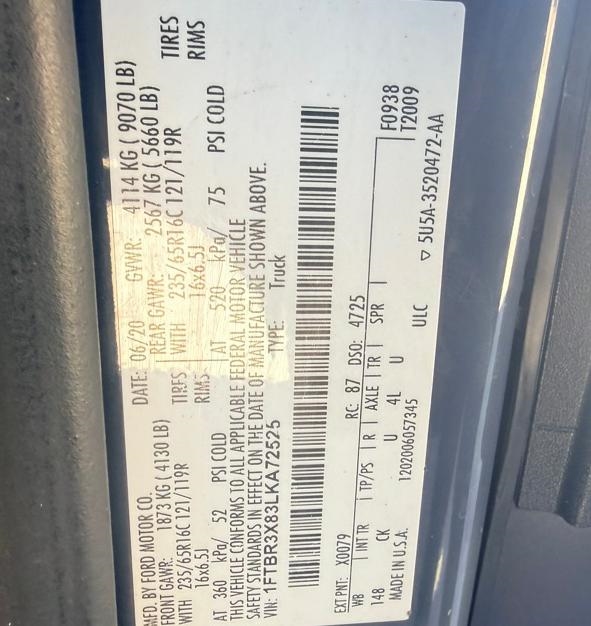 MFD. BY FORD MOTOR CO.
DATE: 06/20 GVWR: 4114 KG ( 9070 LB)
FRONT GAWR: 1873 KG ( 4130 LB) REAR GAWR: 2567 KG ( 5660 LB)
WITH 235/65R16C 121/119R TIRES WITH 235/65R16C 121/119R TIRES
16x6.5J RIMS 16x6.5J RIMS
AT 360 kPa/ 52 PSI COLD AT 520 kPa/ 75 PSI COLD
THIS VEHICLE CONFORMS TO ALL APPLICABLE FEDERAL MOTOR VEHICLE
SAFETY STANDARDS IN EFFECT ON THE DATE OF MANUFACTURE SHOWN ABOVE.
VIN: 1FTBR3X83LKA72525 TYPE: Truck
EXT PNT: X0079 RC: 87 DSO: 4725 F0938
WB INT TR TP/PS R AXLE TR SPR T2009
148 CK U 4L U
MADE IN U.S.A. 1202006057345 ULC ▽ 5U5A-3520472-AA